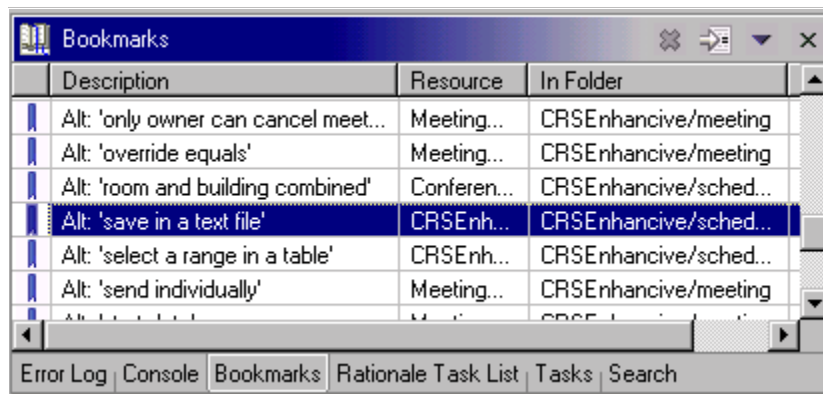 Bookmarks
Description Resource In Folder
Alt: 'only owner can cancel meet... Meeting... CRSEnhancive/meeting
Alt: 'override equals' Meeting... CRSEnhancive/meeting
Alt: 'room and building combined' Conferen... CRSEnhancive/sched...
Alt: 'save in a text file' CRSEnh... CRSEnhancive/sched...
Alt: 'select a range in a table' CRSEnh... CRSEnhancive/sched...
Alt: 'send individually' Meeting... CRSEnhancive/meeting
Error Log Console Bookmarks Rationale Task List Tasks Search